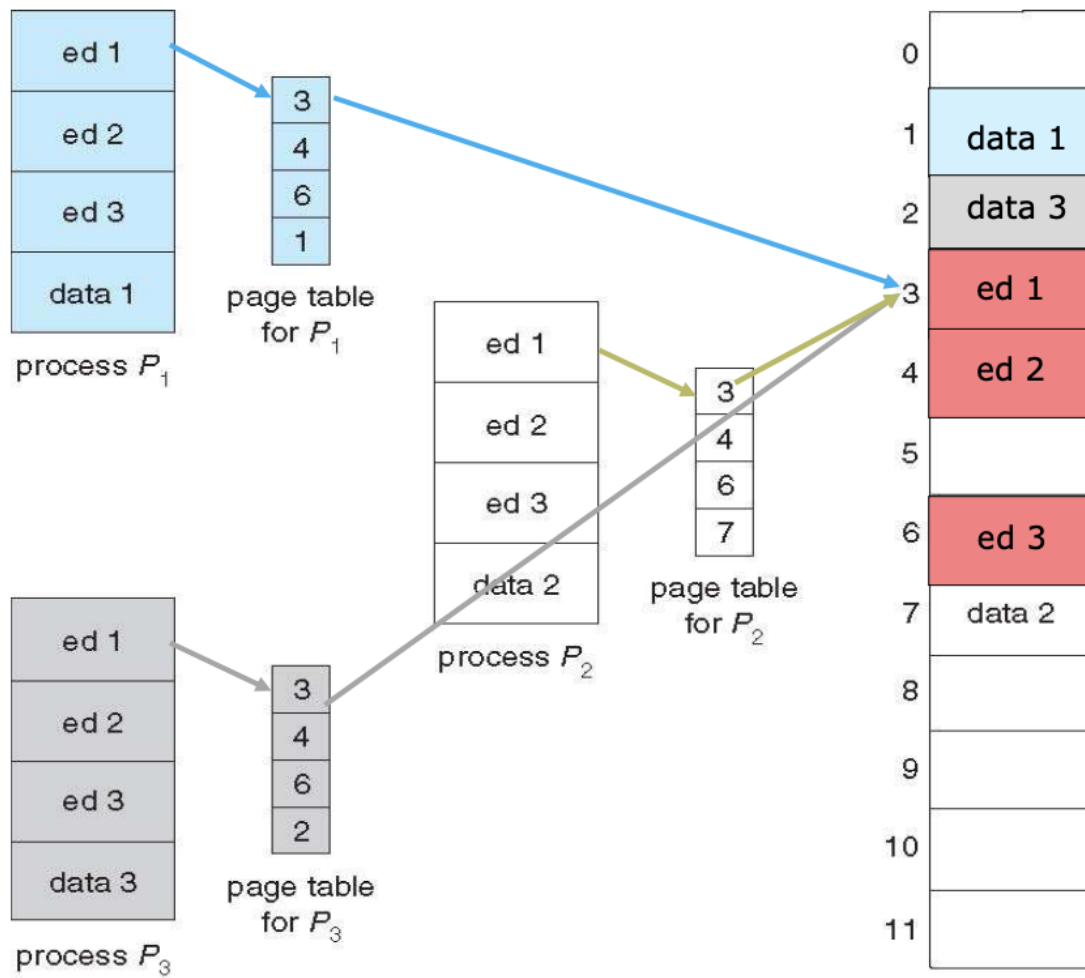 ed 1
ed 2
ed 3
data 1
process P₁
3
4
6
1
page table
for P₁
ed 1
ed 2
ed 3
data 2
process P₂
3
4
6
7
page table
for P₂
ed 1
ed 2
ed 3
data 3
process P₃
3
4
6
2
page table
for P₃
0
1 data 1
2 data 3
3 ed 1
4 ed 2
5
6 ed 3
7 data 2
8
9
10
11